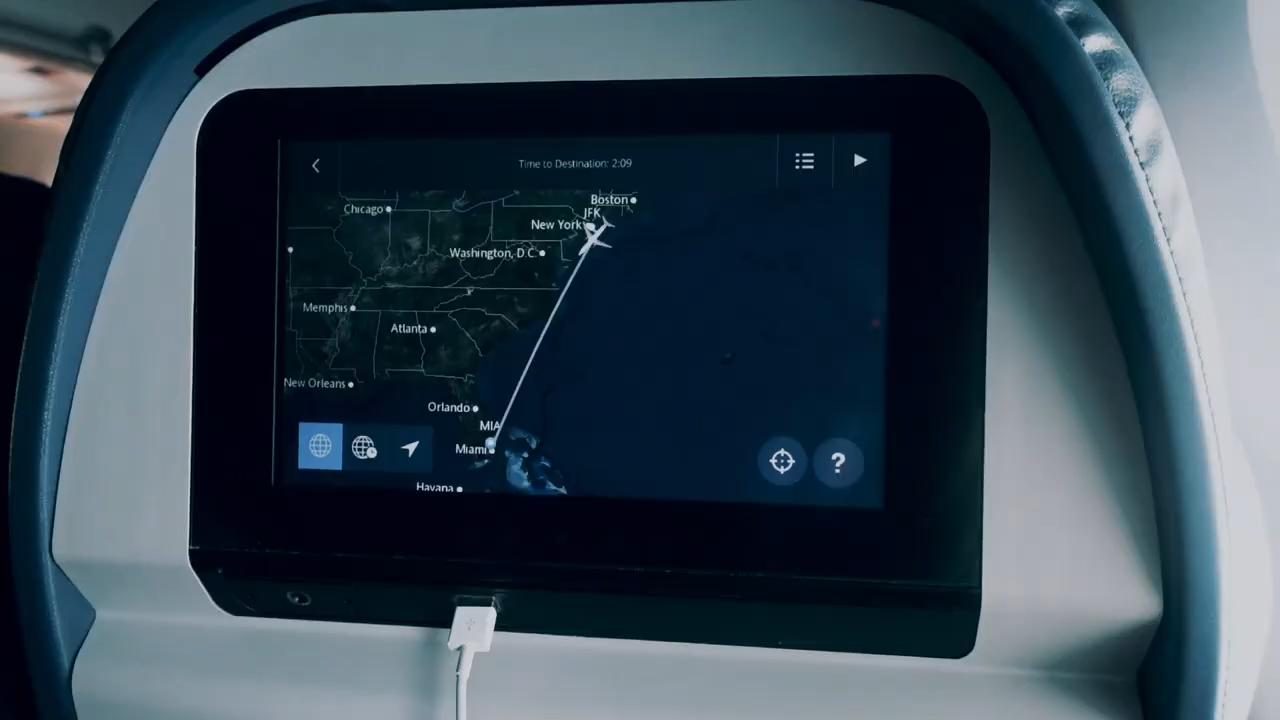 Time to Destination: 2:09
Boston
Chicago
JFK
New York
Washington, D.C.
Memphis
Atlanta
New Orleans
Orlando
MIA
Miami
Havana
?